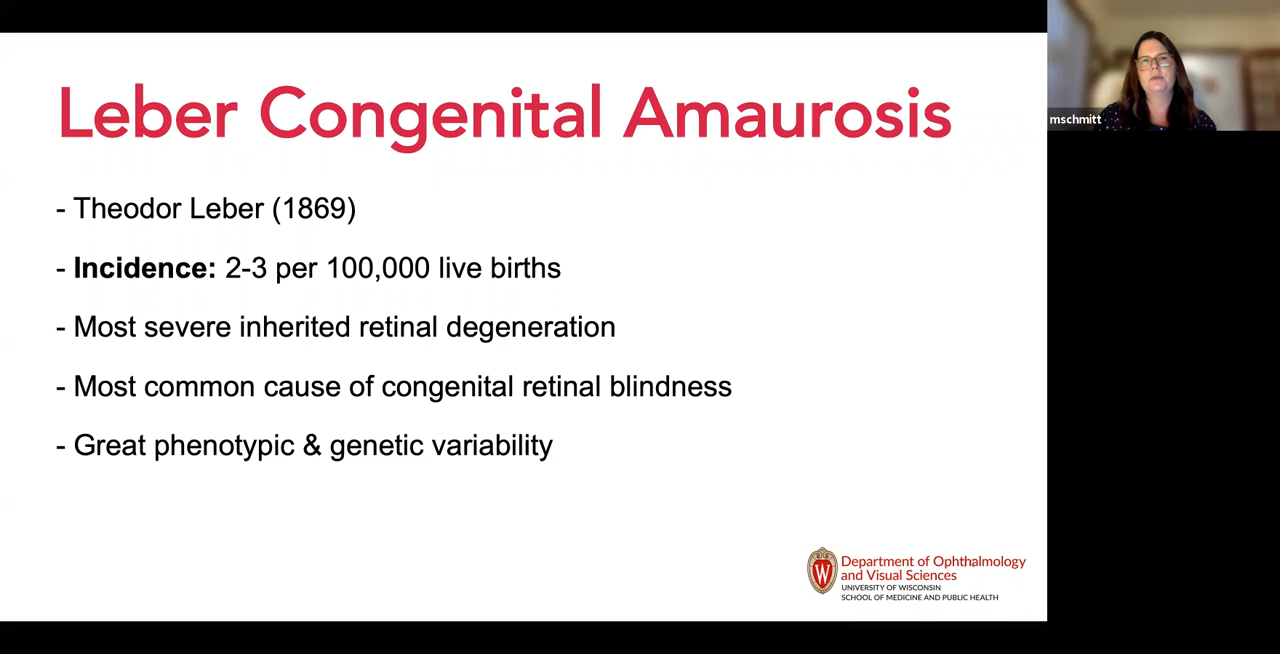 Leber Congenital Amaurosis
- Theodor Leber (1869)
- Incidence: 2-3 per 100,000 live births
- Most severe inherited retinal degeneration
- Most common cause of congenital retinal blindness
- Great phenotypic & genetic variability
W
Department of Ophthalmology
and Visual Sciences
UNIVERSITY OF WISCONSIN
SCHOOL OF MEDICINE AND PUBLIC HEALTH
mschmitt